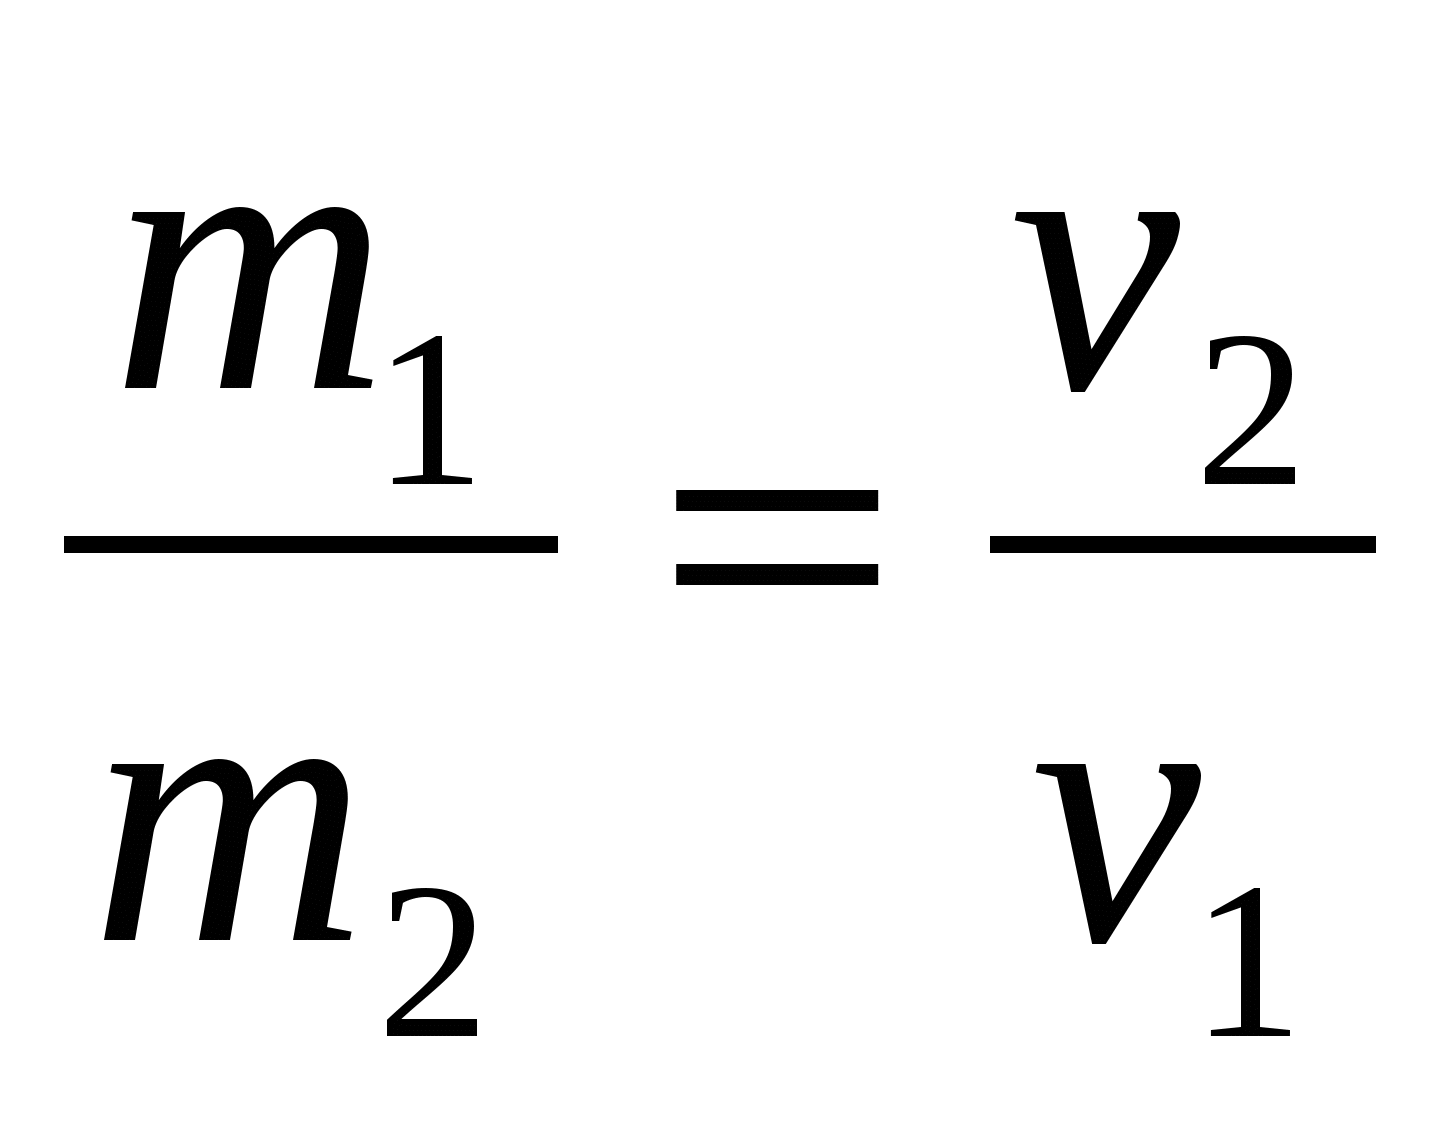 m₁ / m₂ = v₂ / v₁